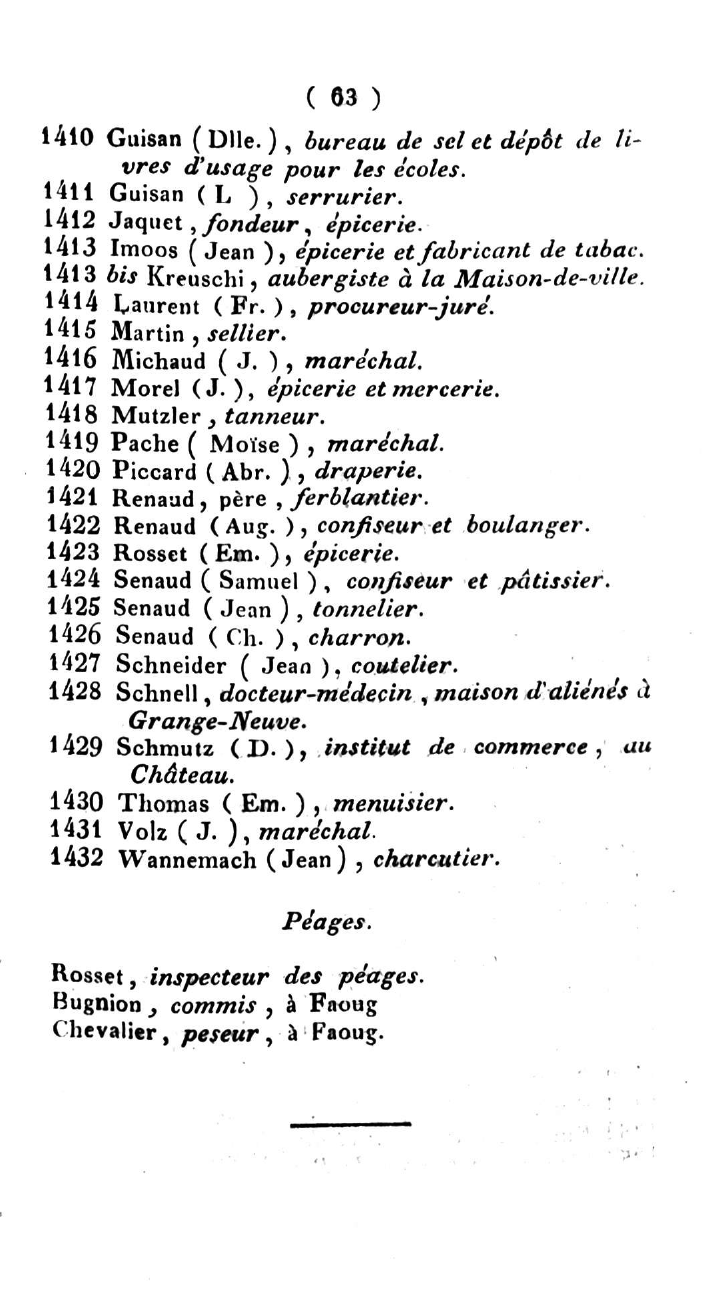 ( 63 )
1410 Guisan ( Dlle. ) , bureau de sel et dépôt de li-
vres d'usage pour les écoles.
1411 Guisan ( L ) , serrurier.
1412 Jaquet , fondeur , épicerie.
1413 Imoos ( Jean ) , épicerie et fabricant de tabac.
1413 bis Kreuschi , aubergiste à la Maison-de-ville.
1414 Laurent ( Fr. ) , procureur-juré.
1415 Martin , sellier.
1416 Michaud ( J. ) , maréchal.
1417 Morel ( J. ) , épicerie et mercerie.
1418 Mutzler , tanneur.
1419 Pache ( Moïse ) , maréchal.
1420 Piccard ( Abr. ) , draperie.
1421 Renaud , père , ferblantier.
1422 Renaud ( Aug. ) , confiseur et boulanger.
1423 Rosset ( Em. ) , épicerie.
1424 Senaud ( Samuel ) , confiseur et pâtissier.
1425 Senaud ( Jean ) , tonnelier.
1426 Senaud ( Ch. ) , charron.
1427 Schneider ( Jean ) , coutelier.
1428 Schnell , docteur-médecin , maison d'aliénés à
Grange-Neuve.
1429 Schmutz ( D. ) , institut de commerce , au
Château.
1430 Thomas ( Em. ) , menuisier.
1431 Volz ( J. ) , maréchal.
1432 Wannemach ( Jean ) , charcutier.
Péages.
Rosset , inspecteur des péages.
Bugnion , commis , à Faoug
Chevalier , peseur , à Faoug.